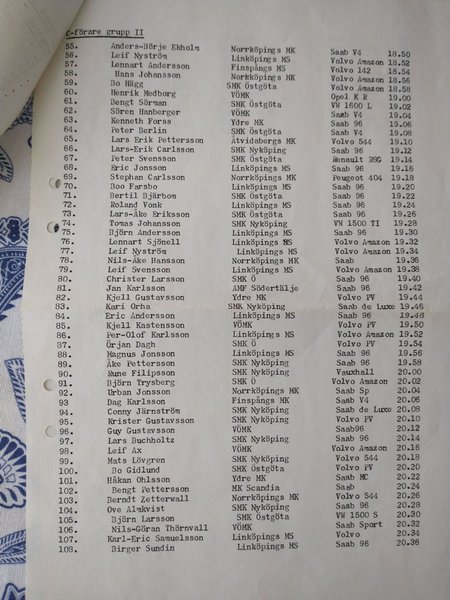 C-förare grupp II
55. Anders-Börje Ekholm Norrköpings MK Saab V4 18.50
56. Leif Nyström Linköpings MS Volvo Amazon 18.52
57. Lennart Andersson Finspångs MK Volvo 142 18.54
58. Hans Johansson Norrköpings MK Saab 96 18.56
59. Bo Hägg SMK Östgöta Volvo Amazon 18.58
60. Henrik Modborg VÖMK Opel K R 19.00
61. Bengt Sörman SMK Östgöta VW 1600 L 19.02
62. Sören Hanberger VÖMK Saab V4 19.04
63. Kenneth Forss Ydre MK Saab 96 19.06
64. Peter Berlin SMK Östgöta Saab V4 19.08
65. Lars Erik Pettersson Åtvidabergs MK Volvo 544 19.10
66. Lars-Erik Carlsson SMK Nyköping Saab 96 19.12
67. Peter Svensson SMK Östgöta Renault R8G 19.14
68. Eric Jonsson Linköpings MS Saab 96 19.16
69. Stephan Carlsson Norrköpings MK Peugeot 404 19.18
70. Boo Farsbo Linköpings MS Saab 96 19.20
71. Bertil Björbom SMK Östgöta Saab 96 19.22
72. Roland Vonk Linköpings MS Saab 96 19.24
73. Lars-Åke Eriksson SMK Östgöta Saab 96 19.26
74. Tomas Johansson SMK Nyköping VW 1500 TI 19.28
75. Björn Andersson Linköpings MS Saab 96 19.30
76. Lennart Sjönell Linköpings MS Volvo Amazon 19.32
77. Leif Nyström Linköpings MS Volvo Amazon 19.34
78. Nils-Åke Hansson Norrköpings MK Saab 19.36
79. Leif Svensson Linköpings MS Volvo Amazon 19.38
80. Christer Larsson SMK Ö Saab 96 19.40
81. Jan Karlsson AMF Södertälje Saab 96 19.42
82. Kjell Gustavsson Ydre MK Volvo PV 19.44
83. Kari Orha SMK Nyköping Saab de Luxe 19.46
84. Eric Andersson Linköpings MS Saab 96 19.48
85. Kjell Kastensson VÖMK Volvo PV 19.50
86. Per-Olof Karlsson Linköpings MS Volvo Amazon 19.52
87. Örjan Dagh SMK Ö Volvo PV 19.54
88. Magnus Jonsson Linköpings MS Saab 96 19.56
89. Åke Pettersson SMK Nyköping Saab 96 19.58
90. Rune Filipsson SMK Nyköping Vauxhall 20.00
91. Björn Trysberg SMK Ö Volvo Amazon 20.02
92. Urban Jonsson Norrköpings MK Saab Sp 20.04
93 Dag Karlsson Finspångs MK Saab V4 20.06
94. Conny Järnström SMK Nyköping Saab de Luxe 20.08
95. Krister Gustavsson SMK Nyköping Volvo PV 20.10
96. Guy Gustavsson VÖMK Saab96 20.12
97. Lars Buchholtz SMK Nyköping Saab 96 20.14
98. Leif Ax VÖMK Volvo Amazon 20.16
99. Mats Lövgren SMK Nyköping Volvo 544 20.18
100. Bo Gidlund SMK Östgöta Volvo PV 20.20
101. Håkan Ohlsson Ydre MK Saab MC 20.22
102. Bengt Pettersson MK Scandia Saab 20.24
103. Berndt Zetterwall Norrköpings MK Volvo 544 20.26
104. Ove Almkvist SMK Nyköping Saab 96 20.28
105. Björn Larsson SMK Östgöta VW 1500 S 20.30
106. Nils-Göran Thörnvall VÖMK Saab Sport 20.32
107. Karl-Eric Samuelsson Linköpings MS Volvo 544 20.34
108. Birger Sundin Linköpings MS Saab 96 20.36